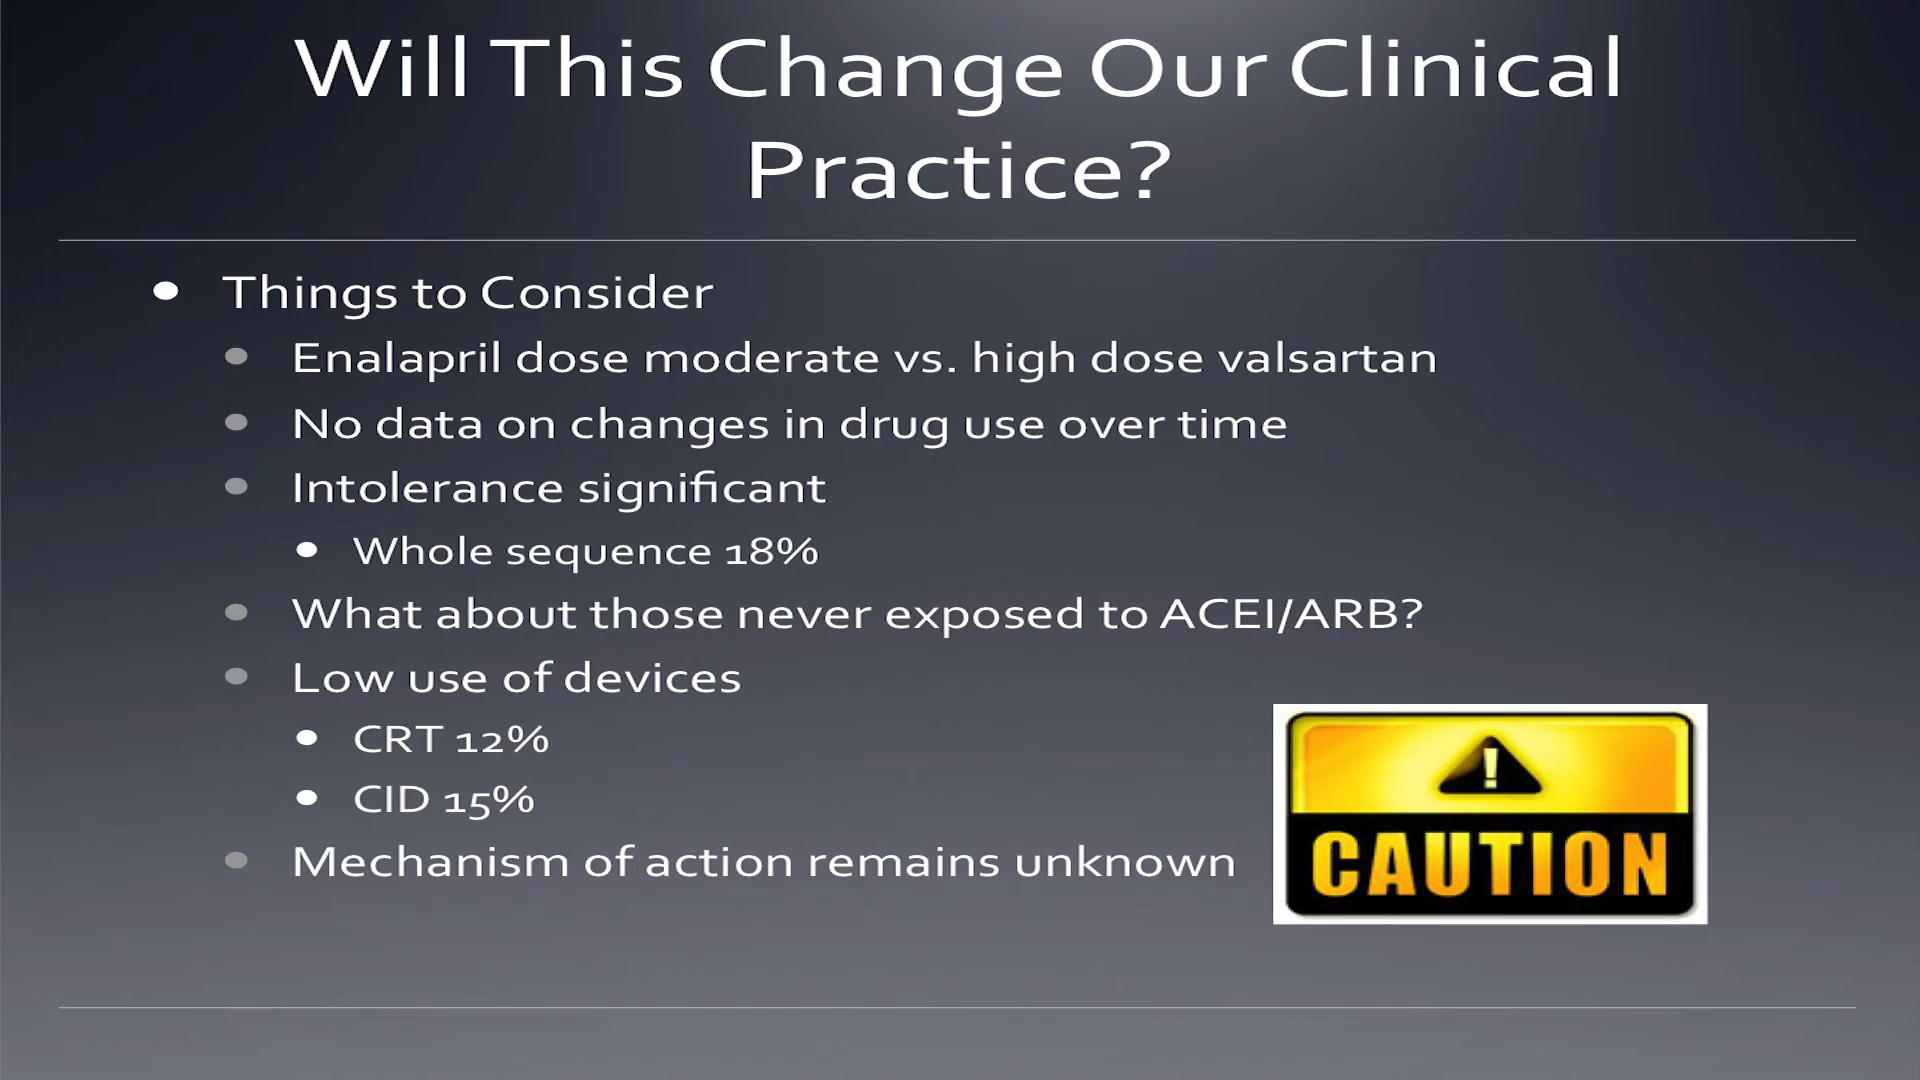 Will This Change Our Clinical
Practice?
Things to Consider
Enalapril dose moderate vs. high dose valsartan
No data on changes in drug use over time
Intolerance significant
Whole sequence 18%
What about those never exposed to ACEI/ARB?
Low use of devices
CRT 12%
CID 15%
Mechanism of action remains unknown
!
CAUTION